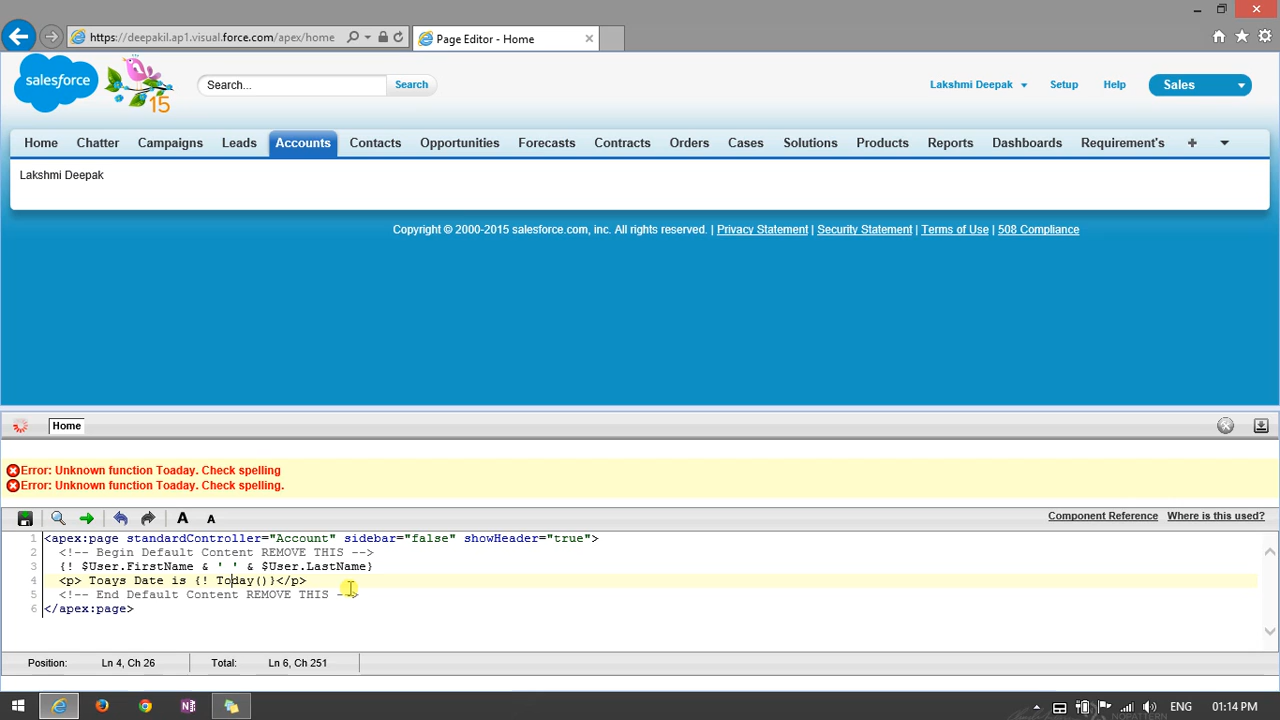 https://deepakil.ap1.visual.force.com/apex/home
Page Editor - Home
salesforce
15
Search...
Search
Lakshmi Deepak
Setup
Help
Sales
Home
Chatter
Campaigns
Leads
Accounts
Contacts
Opportunities
Forecasts
Contracts
Orders
Cases
Solutions
Products
Reports
Dashboards
Requirement's
Lakshmi Deepak
Copyright © 2000-2015 salesforce.com, inc. All rights reserved. | Privacy Statement | Security Statement | Terms of Use | 508 Compliance
Home
Error: Unknown function Toaday. Check spelling
Error: Unknown function Toaday. Check spelling.
A
A
Component Reference
Where is this used?
1 <apex:page standardController="Account" sidebar="false" showHeader="true">
2 <!-- Begin Default Content REMOVE THIS -->
3 {! $User.FirstName & ' ' & $User.LastName}
4 <p> Toays Date is {! Today()}</p>
5 <!-- End Default Content REMOVE THIS -->
6 </apex:page>
Position:
Ln 4, Ch 26
Total:
Ln 6, Ch 251
NOPATTERN
ENG
01:14 PM